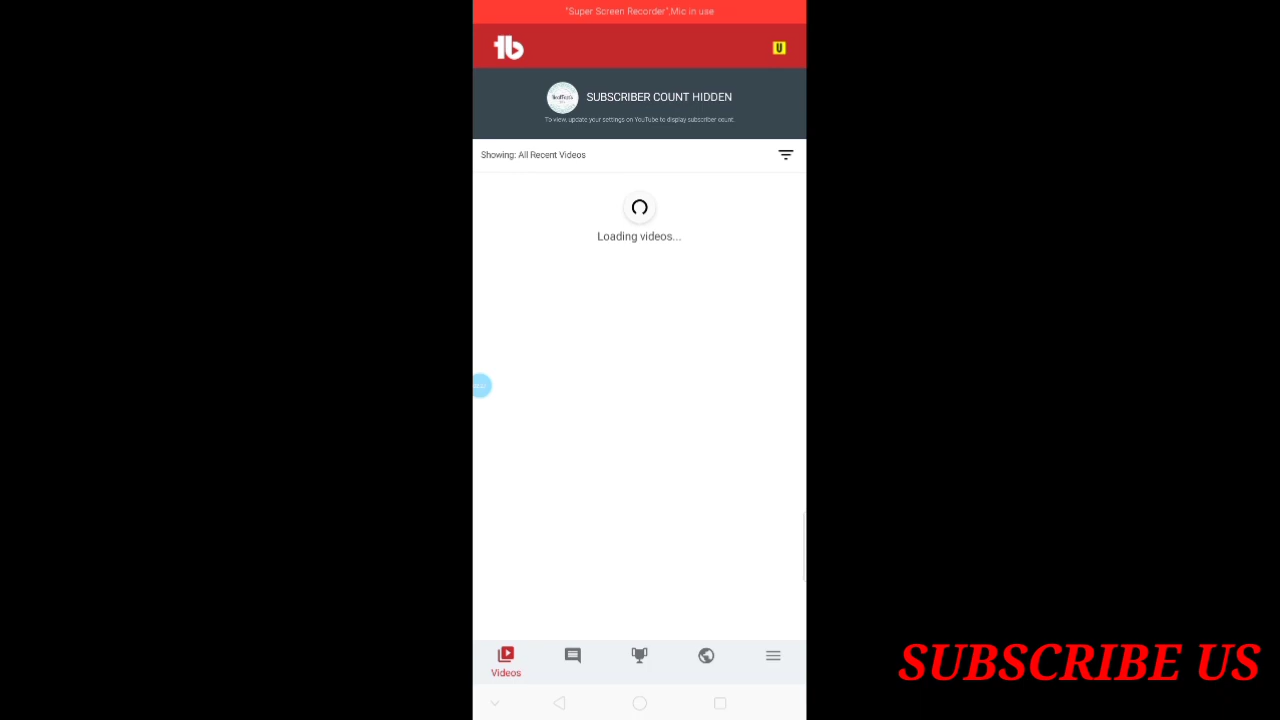 "Super Screen Recorder".Mic in use
tb
U
SUBSCRIBER COUNT HIDDEN
To view, update your settings on YouTube to display subscriber count.
Showing: All Recent Videos
Loading videos...
Videos
SUBSCRIBE US